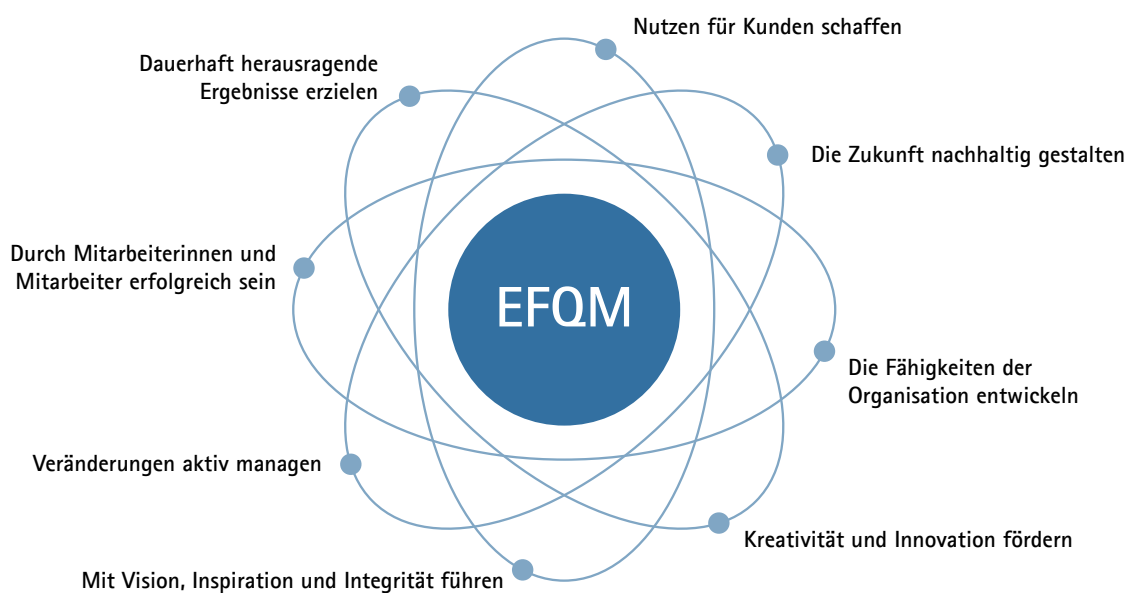 Nutzen für Kunden schaffen
Dauerhaft herausragende
Ergebnisse erzielen
Die Zukunft nachhaltig gestalten
Durch Mitarbeiterinnen und
Mitarbeiter erfolgreich sein
EFQM
Die Fähigkeiten der
Organisation entwickeln
Veränderungen aktiv managen
Kreativität und Innovation fördern
Mit Vision, Inspiration und Integrität führen